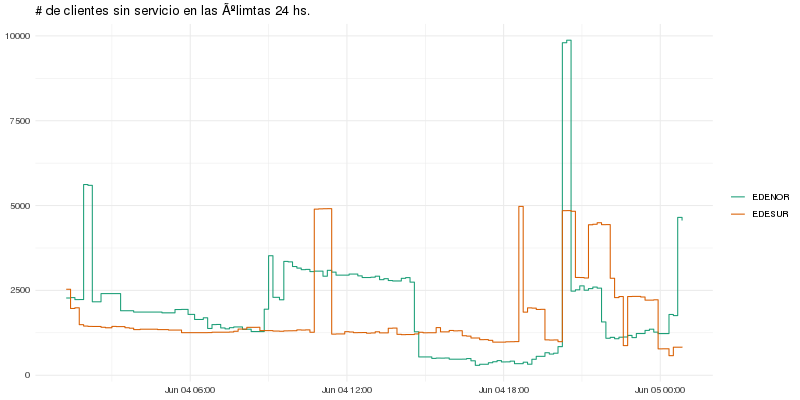 # de clientes sin servicio en las Ãºlimtas 24 hs.
10000
7500
5000
2500
0
Jun 04 06:00
Jun 04 12:00
Jun 04 18:00
Jun 05 00:00
EDENOR
EDESUR